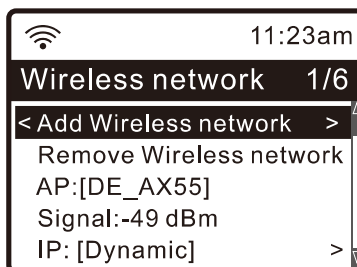 11:23am
Wireless network 1/6
< Add Wireless network >
Remove Wireless network
AP:[DE_AX55]
Signal:-49 dBm
IP: [Dynamic] >